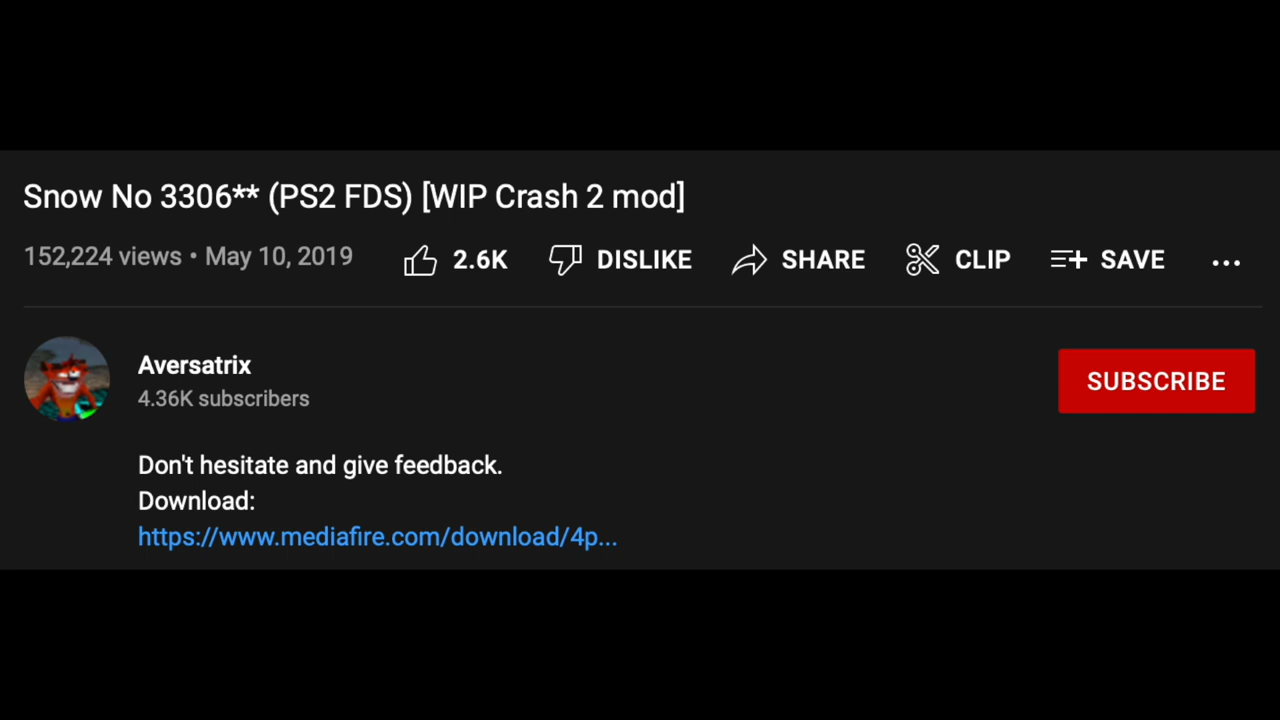 Snow No 3306** (PS2 FDS) [WIP Crash 2 mod]
152,224 views • May 10, 2019 2.6K DISLIKE SHARE CLIP SAVE ...
Aversatrix
4.36K subscribers
SUBSCRIBE
Don't hesitate and give feedback.
Download:
https://www.mediafire.com/download/4p...